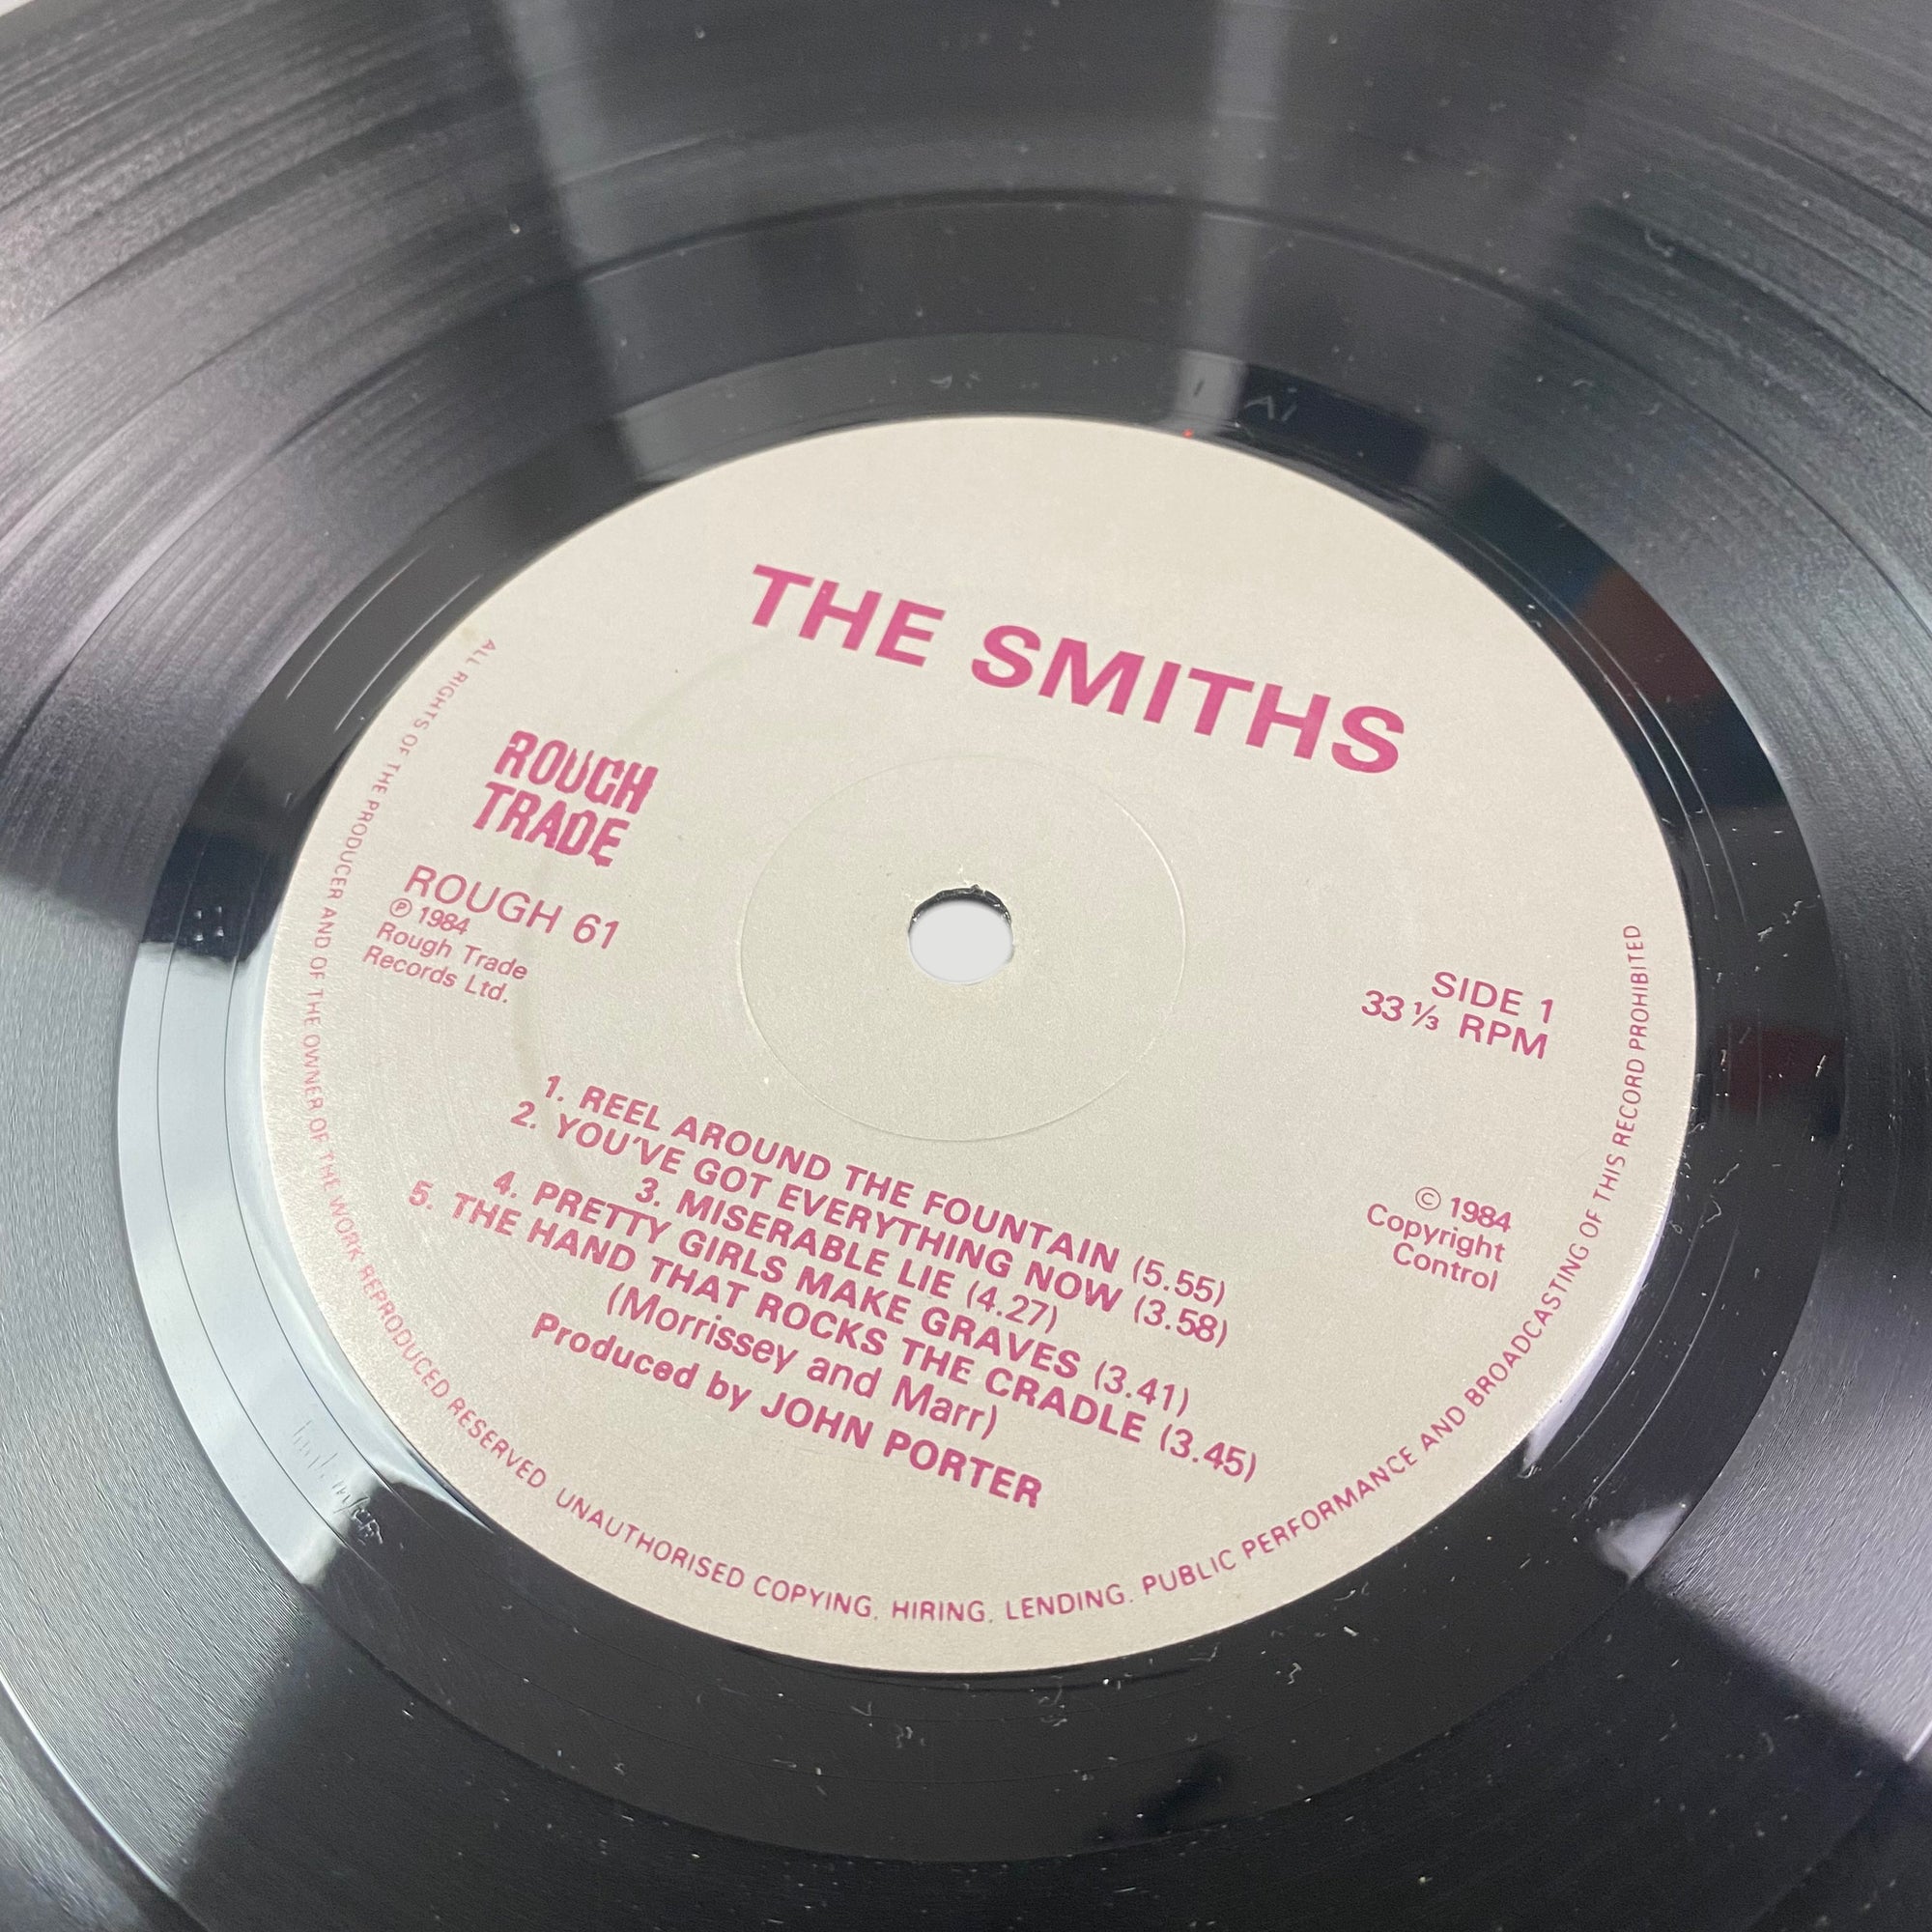 THE SMITHS
ROUGH
TRADE
ROUGH 61
℗ 1984
Rough Trade
Records Ltd.
SIDE 1
33 ⅓ RPM
1. REEL AROUND THE FOUNTAIN (5.55)
2. YOU'VE GOT EVERYTHING NOW (3.58)
3. MISERABLE LIE (4.27)
4. PRETTY GIRLS MAKE GRAVES (3.41)
5. THE HAND THAT ROCKS THE CRADLE (3.45)
(Morrissey and Marr)
Produced by JOHN PORTER
© 1984
Copyright
Control
ALL RIGHTS OF THE PRODUCER AND OF THE OWNER OF THE WORK REPRODUCED RESERVED UNAUTHORISED COPYING, HIRING, LENDING, PUBLIC PERFORMANCE AND BROADCASTING OF THIS RECORD PROHIBITED